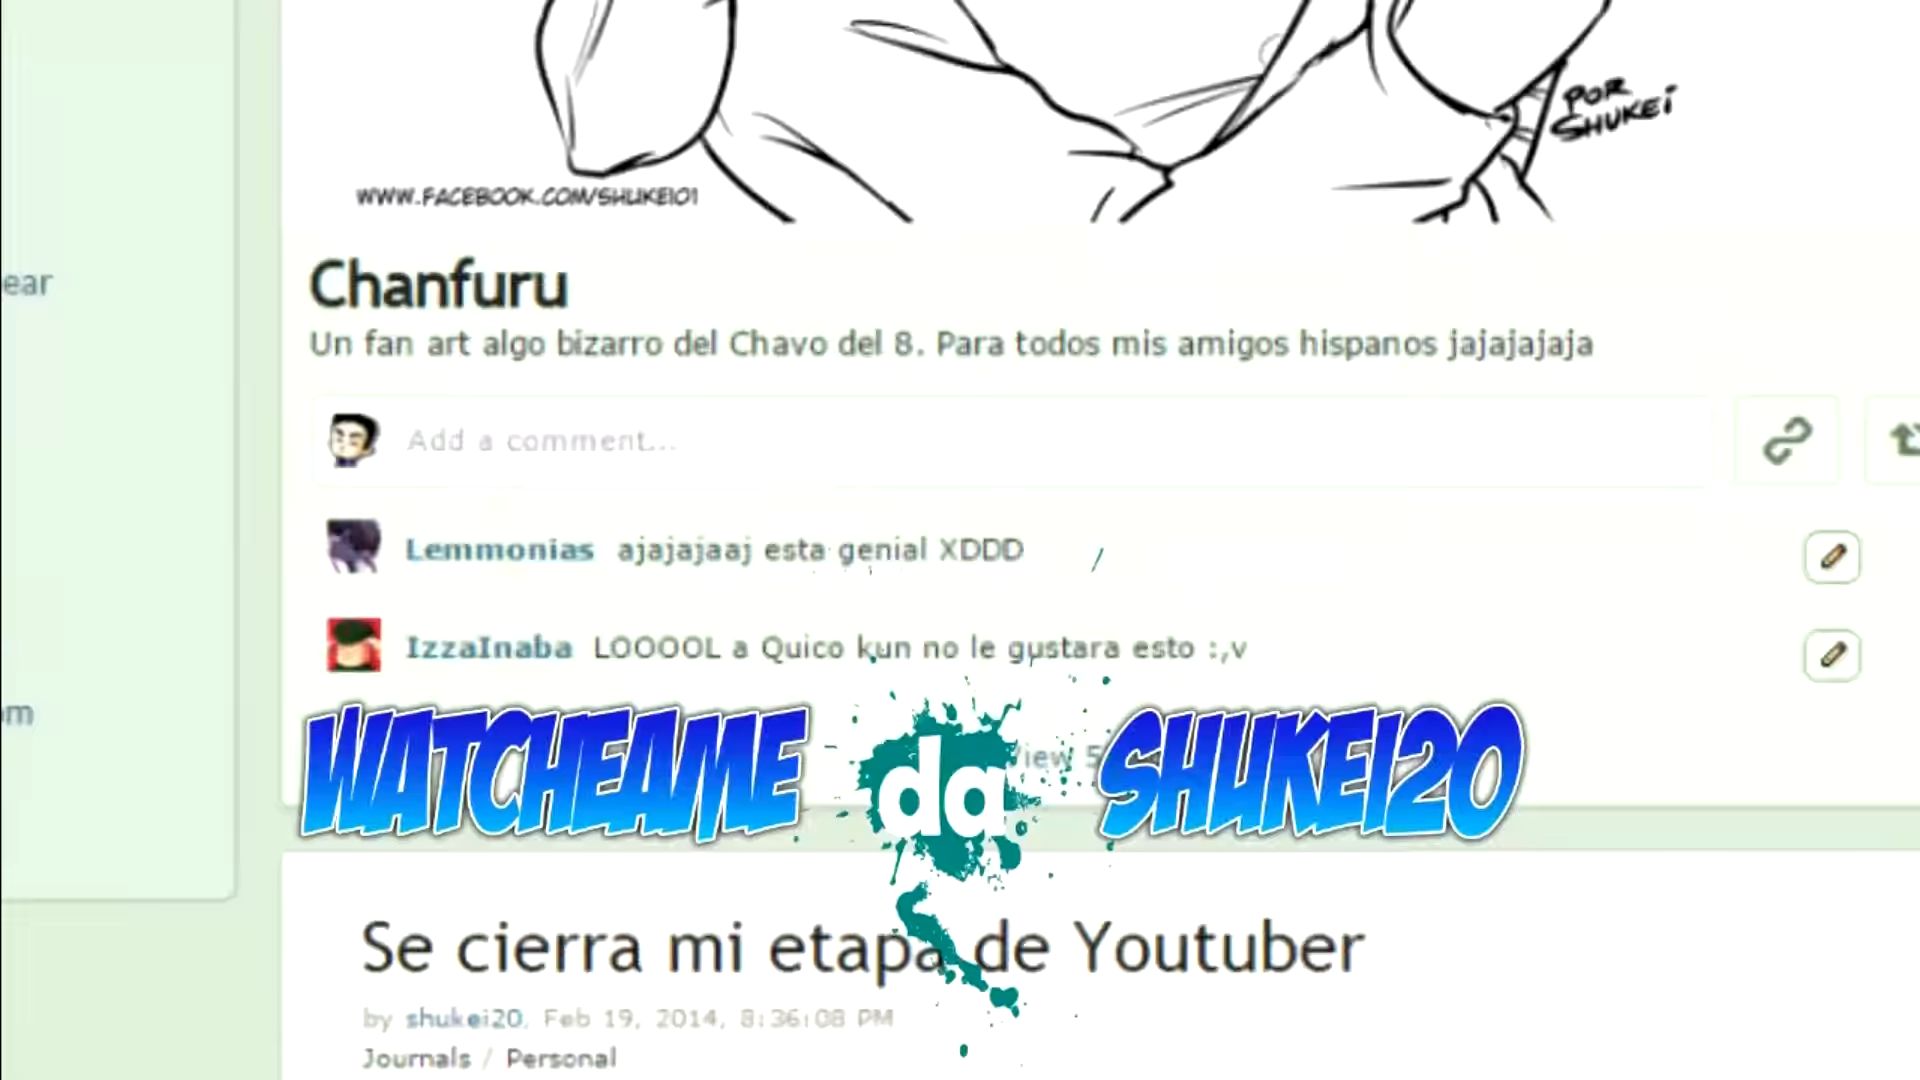 POR
SHUKEI
WWW.FACEBOOK.COM/SHUKEI01
Chanfuru
Un fan art algo bizarro del Chavo del 8. Para todos mis amigos hispanos jajajajaja
ear
Add a comment...
Lemmonias ajajajaaj esta genial XDDD
IzzaInaba LOOOOL a Quico kun no le gustara esto :,v
om
WATCHEAME da SHUKEI20
View 5
Se cierra mi etapa de Youtuber
by shukei20, Feb 19, 2014, 8:36:08 PM
Journals / Personal